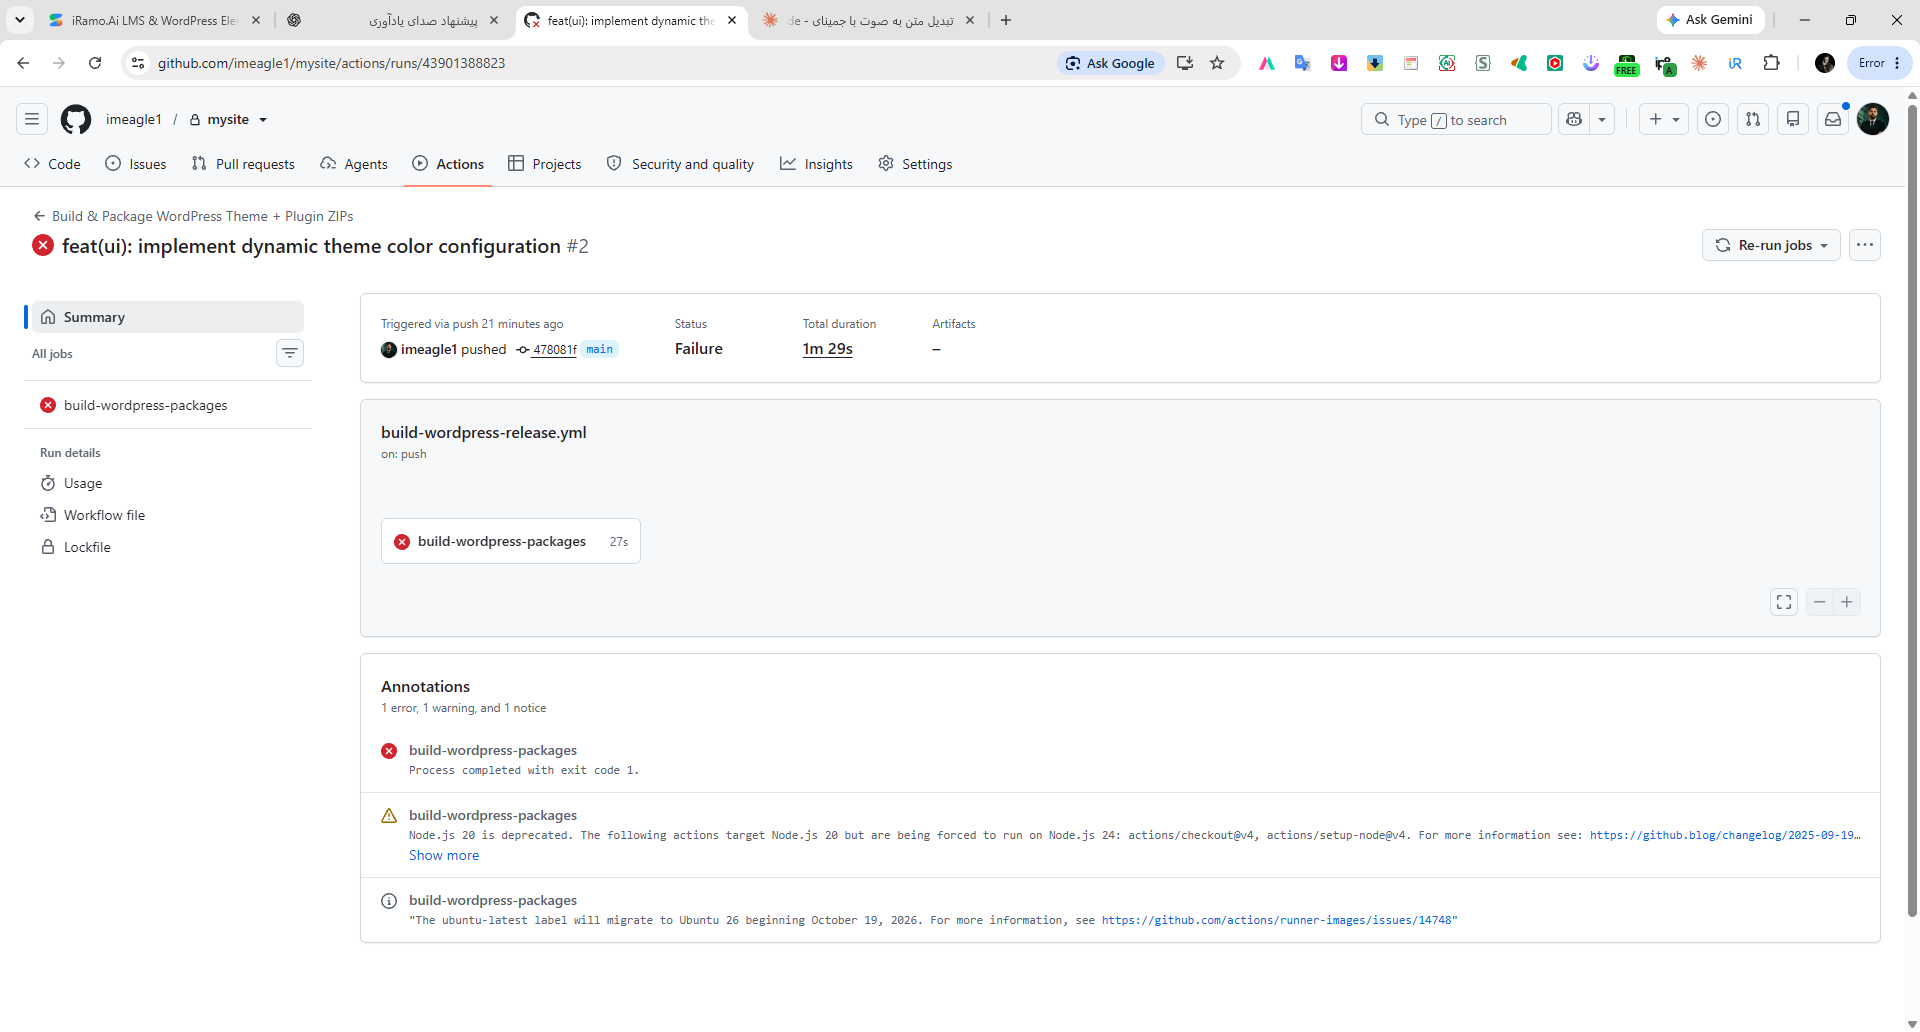 iRamo.Ai LMS & WordPress Ele
پیشنهاد صدای یادآوری
feat(ui): implement dynamic the
تبدیل متن به صوت با جمینای - de
Ask Gemini
github.com/imeagle1/mysite/actions/runs/43901388823
Ask Google
FREE
A
iR
Error
imeagle1 / mysite
Type / to search
Code
Issues
Pull requests
Agents
Actions
Projects
Security and quality
Insights
Settings
Build & Package WordPress Theme + Plugin ZIPs
feat(ui): implement dynamic theme color configuration #2
Re-run jobs
Summary
All jobs
build-wordpress-packages
Run details
Usage
Workflow file
Lockfile
Triggered via push 21 minutes ago
imeagle1 pushed 478081f main
Status
Failure
Total duration
1m 29s
Artifacts
–
build-wordpress-release.yml
on: push
build-wordpress-packages 27s
Annotations
1 error, 1 warning, and 1 notice
build-wordpress-packages
Process completed with exit code 1.
build-wordpress-packages
Node.js 20 is deprecated. The following actions target Node.js 20 but are being forced to run on Node.js 24: actions/checkout@v4, actions/setup-node@v4. For more information see: https://github.blog/changelog/2025-09-19…
Show more
build-wordpress-packages
"The ubuntu-latest label will migrate to Ubuntu 26 beginning October 19, 2026. For more information, see https://github.com/actions/runner-images/issues/14748"